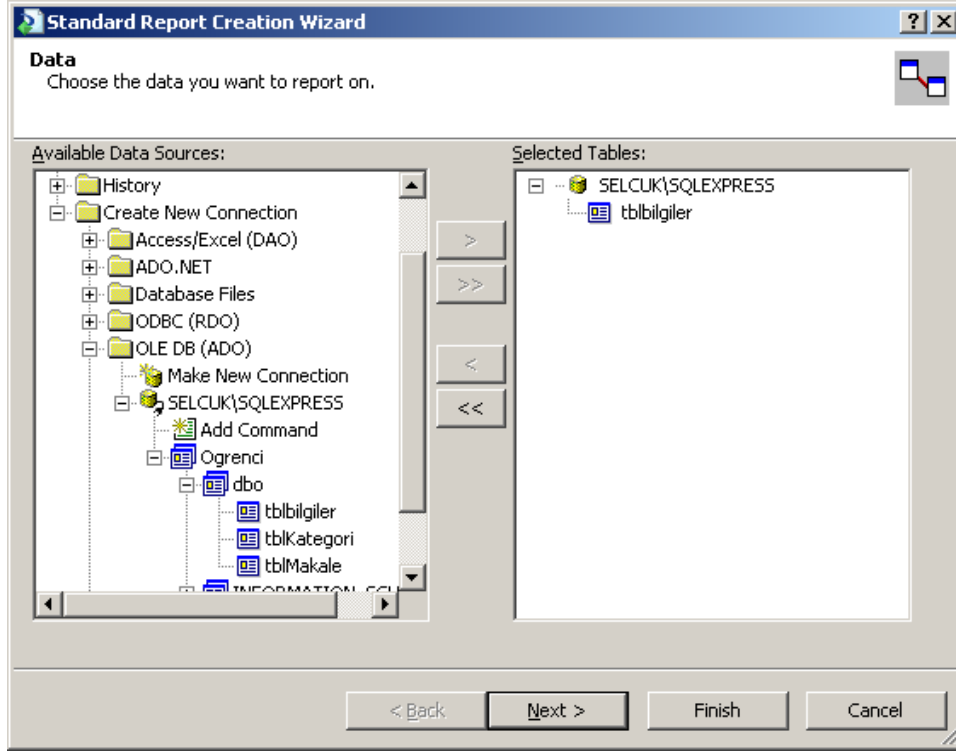 Standard Report Creation Wizard
Data
Choose the data you want to report on.
Available Data Sources:
History
Create New Connection
Access/Excel (DAO)
ADO.NET
Database Files
ODBC (RDO)
OLE DB (ADO)
Make New Connection
SELCUK\SQLEXPRESS
Add Command
Ogrenci
dbo
tblbilgiler
tblKategori
tblMakale
>
>>
<
<<
Selected Tables:
SELCUK\SQLEXPRESS
tblbilgiler
< Back
Next >
Finish
Cancel